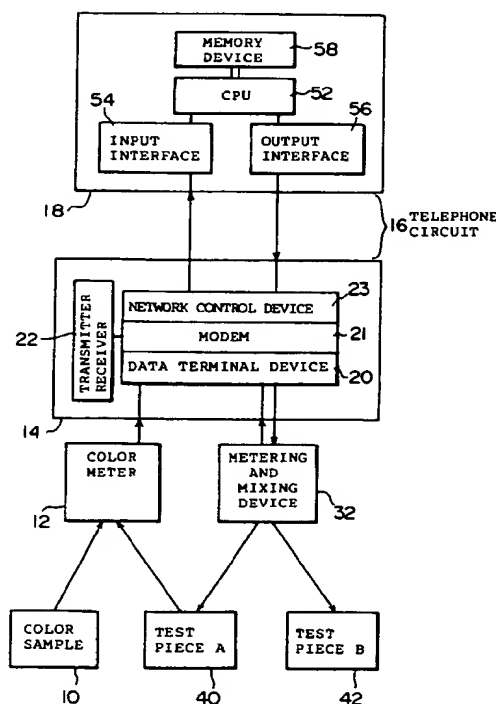 MEMORY
DEVICE
58
CPU
52
54
56
INPUT
INTERFACE
OUTPUT
INTERFACE
18
16 TELEPHONE
CIRCUIT
23
NETWORK CONTROL DEVICE
22
TRANSMITTER
RECEIVER
MODEM
21
DATA TERMINAL DEVICE
20
14
COLOR
METER
METERING
AND
MIXING
DEVICE
12
32
COLOR
SAMPLE
TEST
PIECE A
TEST
PIECE B
10
40
42